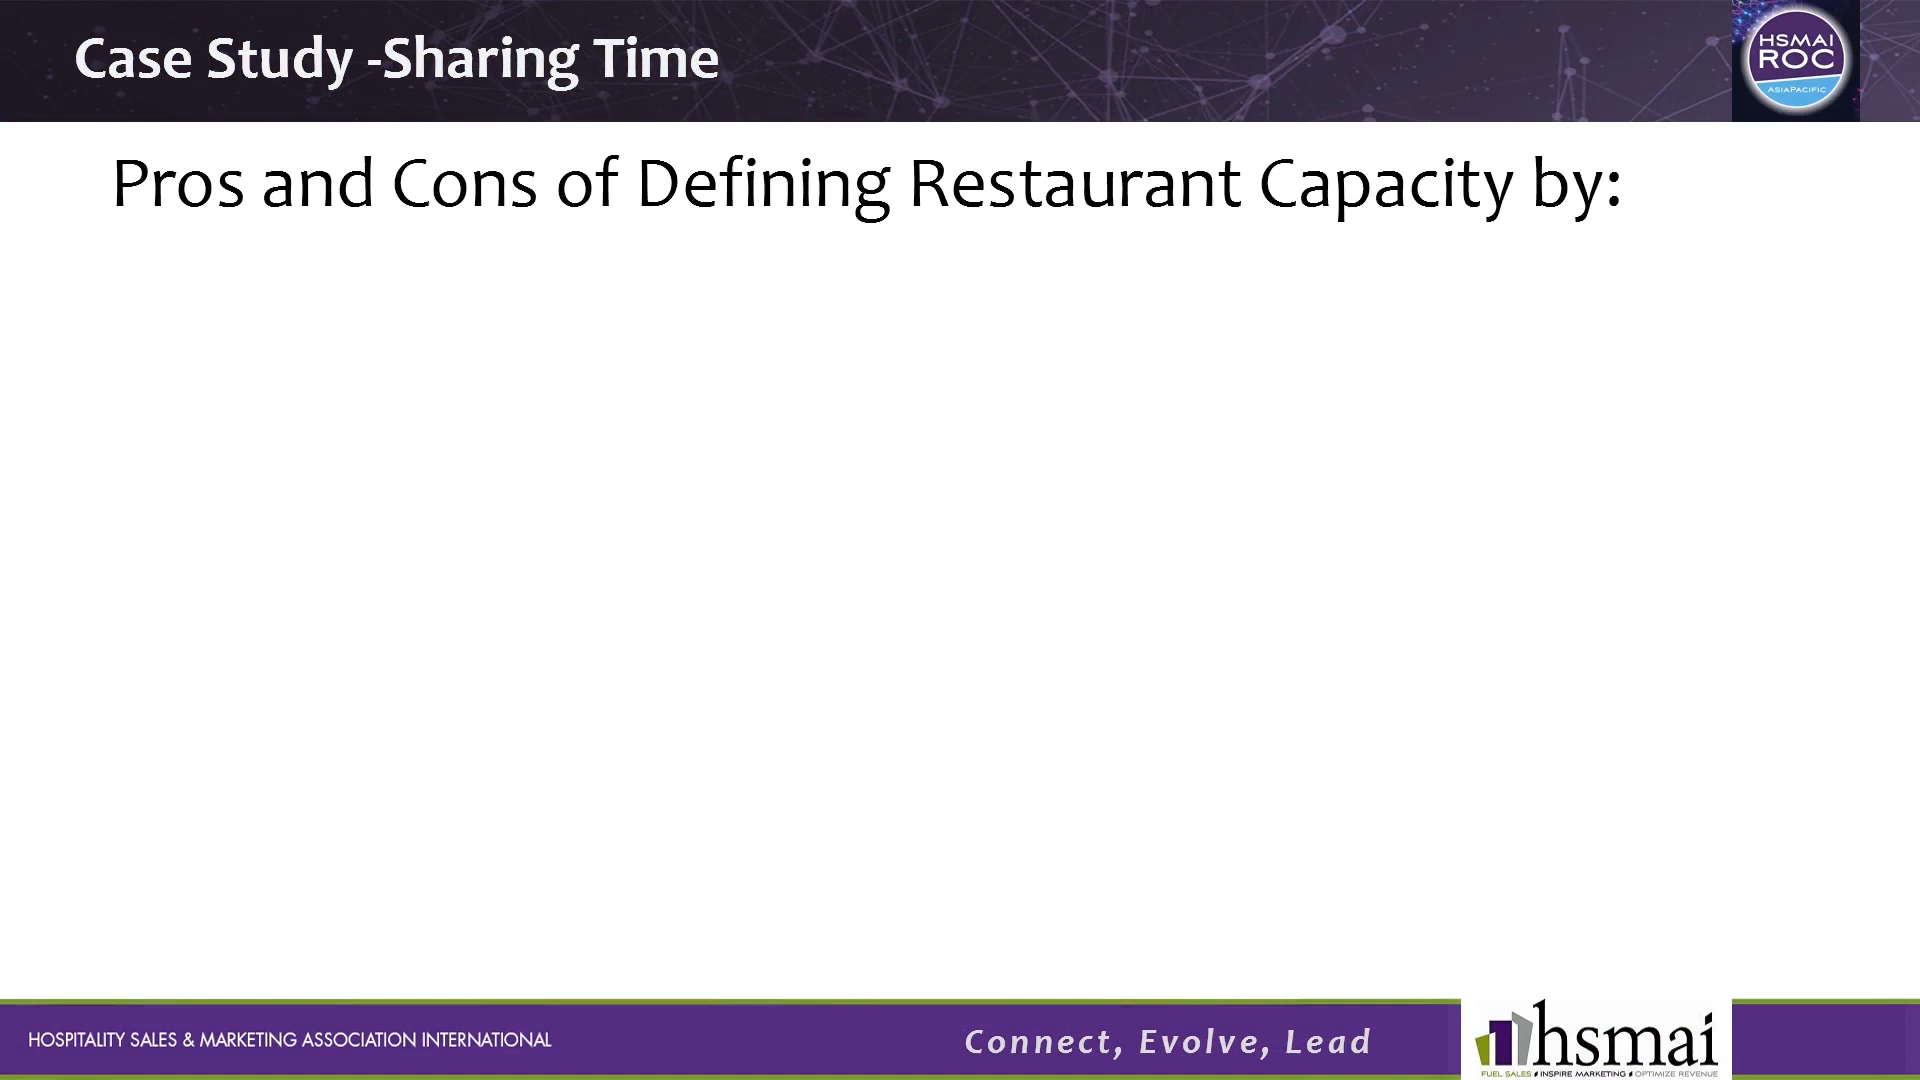 Case Study -Sharing Time
HSMAI
ROC
ASIAPACIFIC
Pros and Cons of Defining Restaurant Capacity by:
HOSPITALITY SALES & MARKETING ASSOCIATION INTERNATIONAL
Connect, Evolve, Lead
hsmai
FUEL SALES INSPIRE MARKETING OPTIMIZE REVENUE